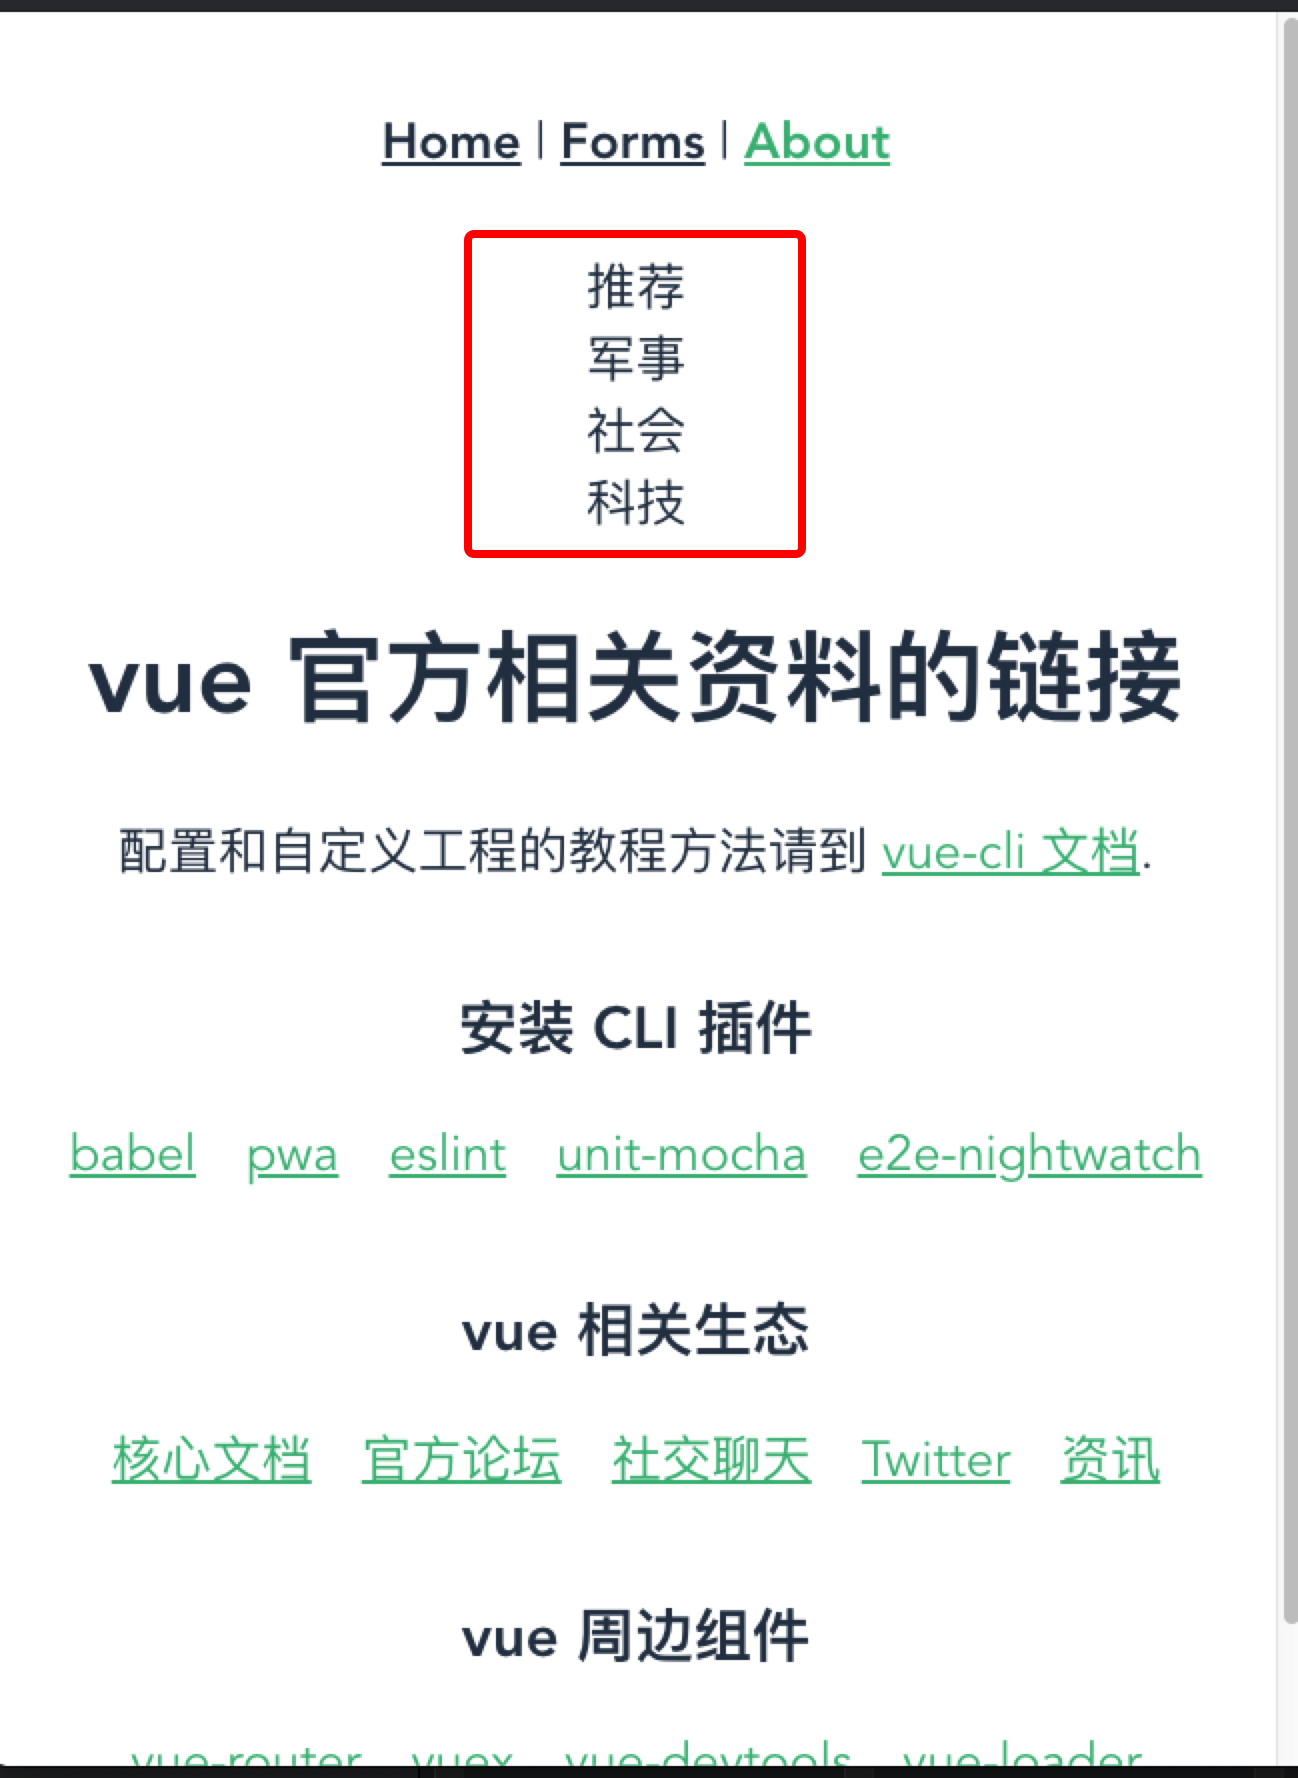 Home | Forms | About
推荐
军事
社会
科技
vue 官方相关资料的链接
配置和自定义工程的教程方法请到 vue-cli 文档.
安装 CLI 插件
babel pwa eslint unit-mocha e2e-nightwatch
vue 相关生态
核心文档 官方论坛 社交聊天 Twitter 资讯
vue 周边组件
vue-router vuex vue-devtools vue-loader